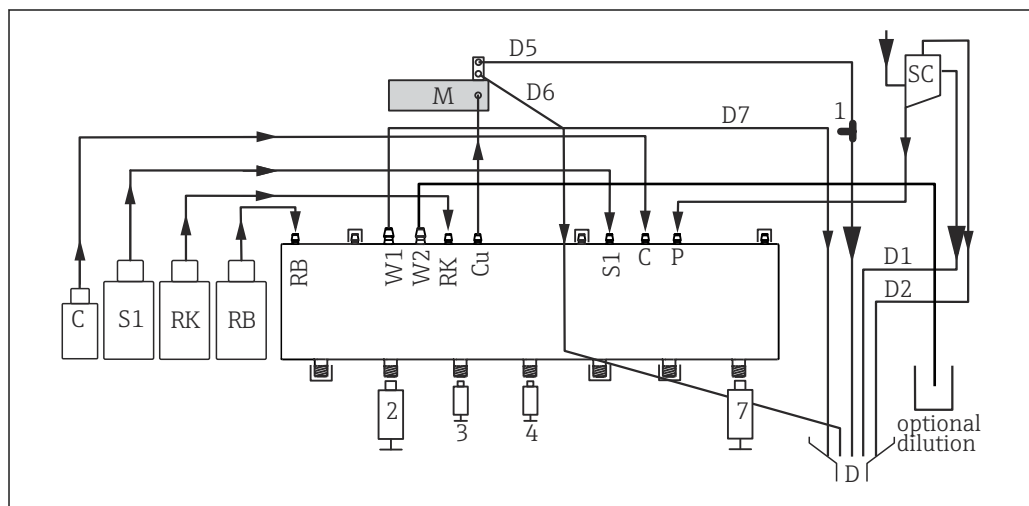 D5
SC
M
D6
D7
1
RB
W1
W2
RK
Cu
S1
C
P
D1
D2
C
S1
RK
RB
2
3
4
7
optional
dilution
D